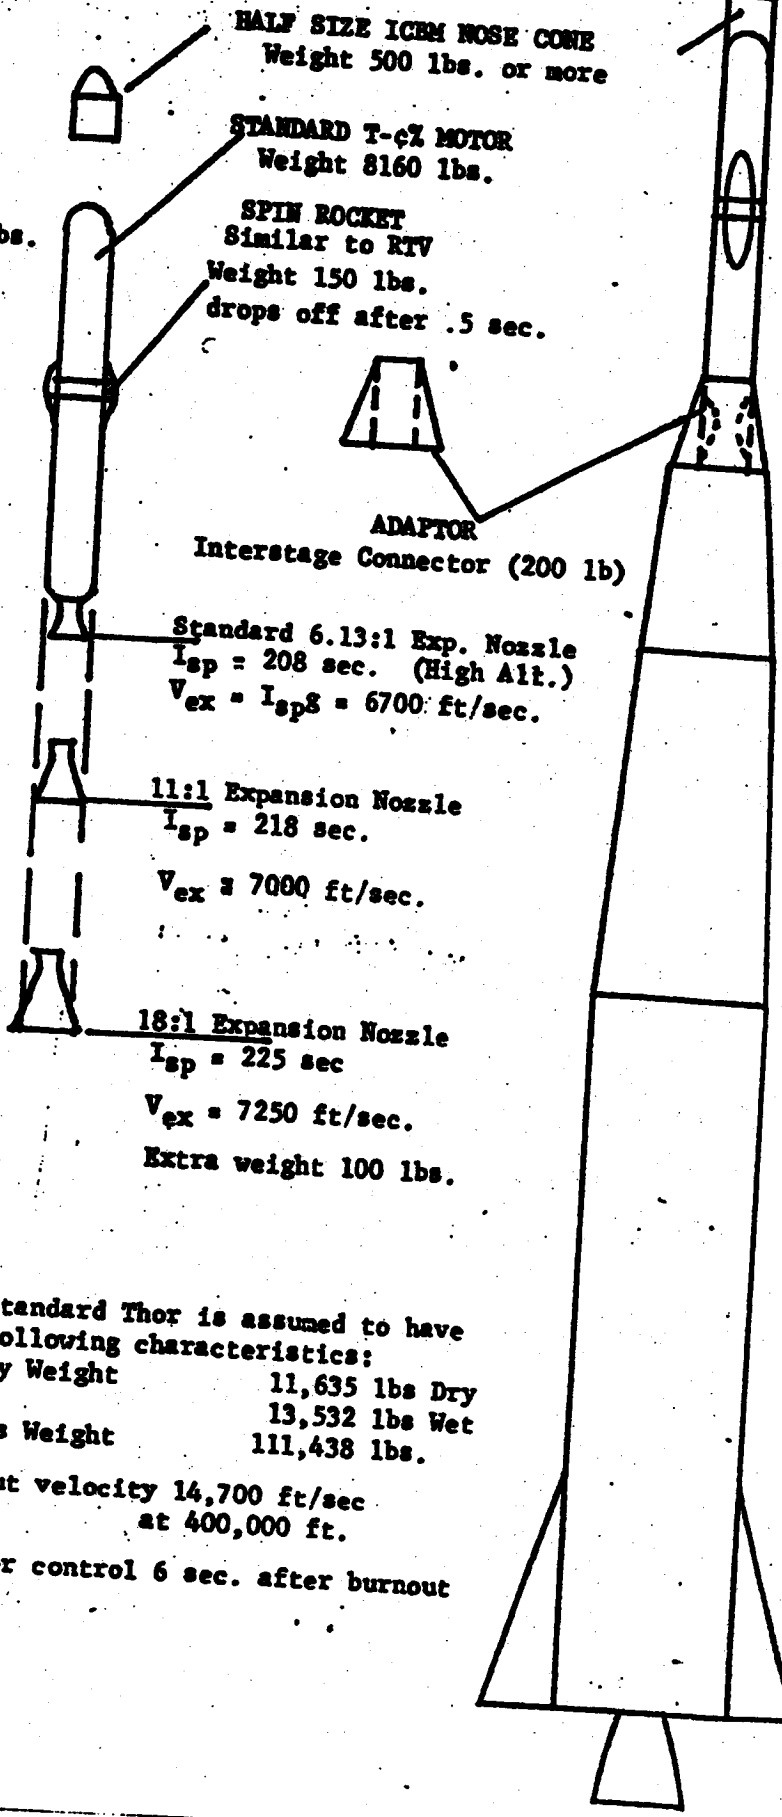 HALF SIZE ICBM NOSE CONE
Weight 500 lbs. or more
STANDARD T-¢% MOTOR
Weight 8160 lbs.
bs.
SPIN ROCKET
Similar to RTV
Weight 150 lbs.
drops off after .5 sec.
ADAPTOR
Interstage Connector (200 lb)
Standard 6.13:1 Exp. Nozzle
Isp = 208 sec. (High Alt.)
Vex = Ispg = 6700 ft/sec.
11:1 Expansion Nozzle
Isp = 218 sec.
Vex = 7000 ft/sec.
18:1 Expansion Nozzle
Isp = 225 sec
Vex = 7250 ft/sec.
Extra weight 100 lbs.
tandard Thor is assumed to have
ollowing characteristics:
y Weight 11,635 lbs Dry
13,532 lbs Wet
s Weight 111,438 lbs.
ut velocity 14,700 ft/sec
at 400,000 ft.
r control 6 sec. after burnout